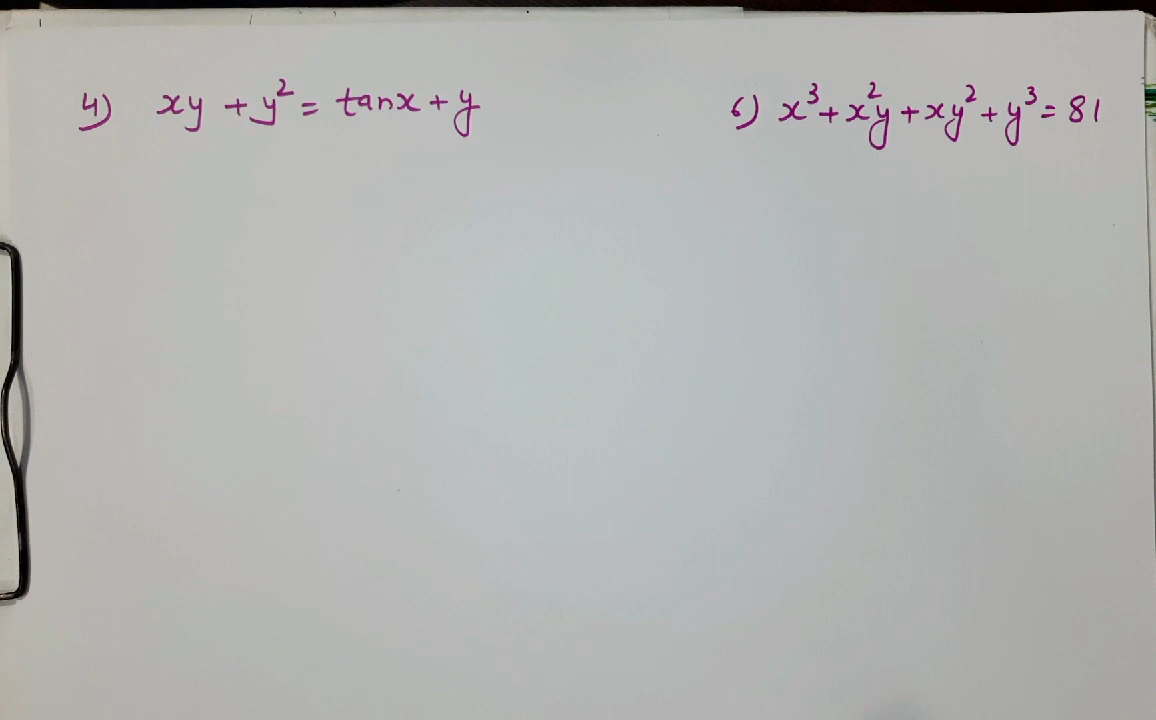 4) xy + y² = tanx + y
6) x³ + x²y + xy² + y³ = 81